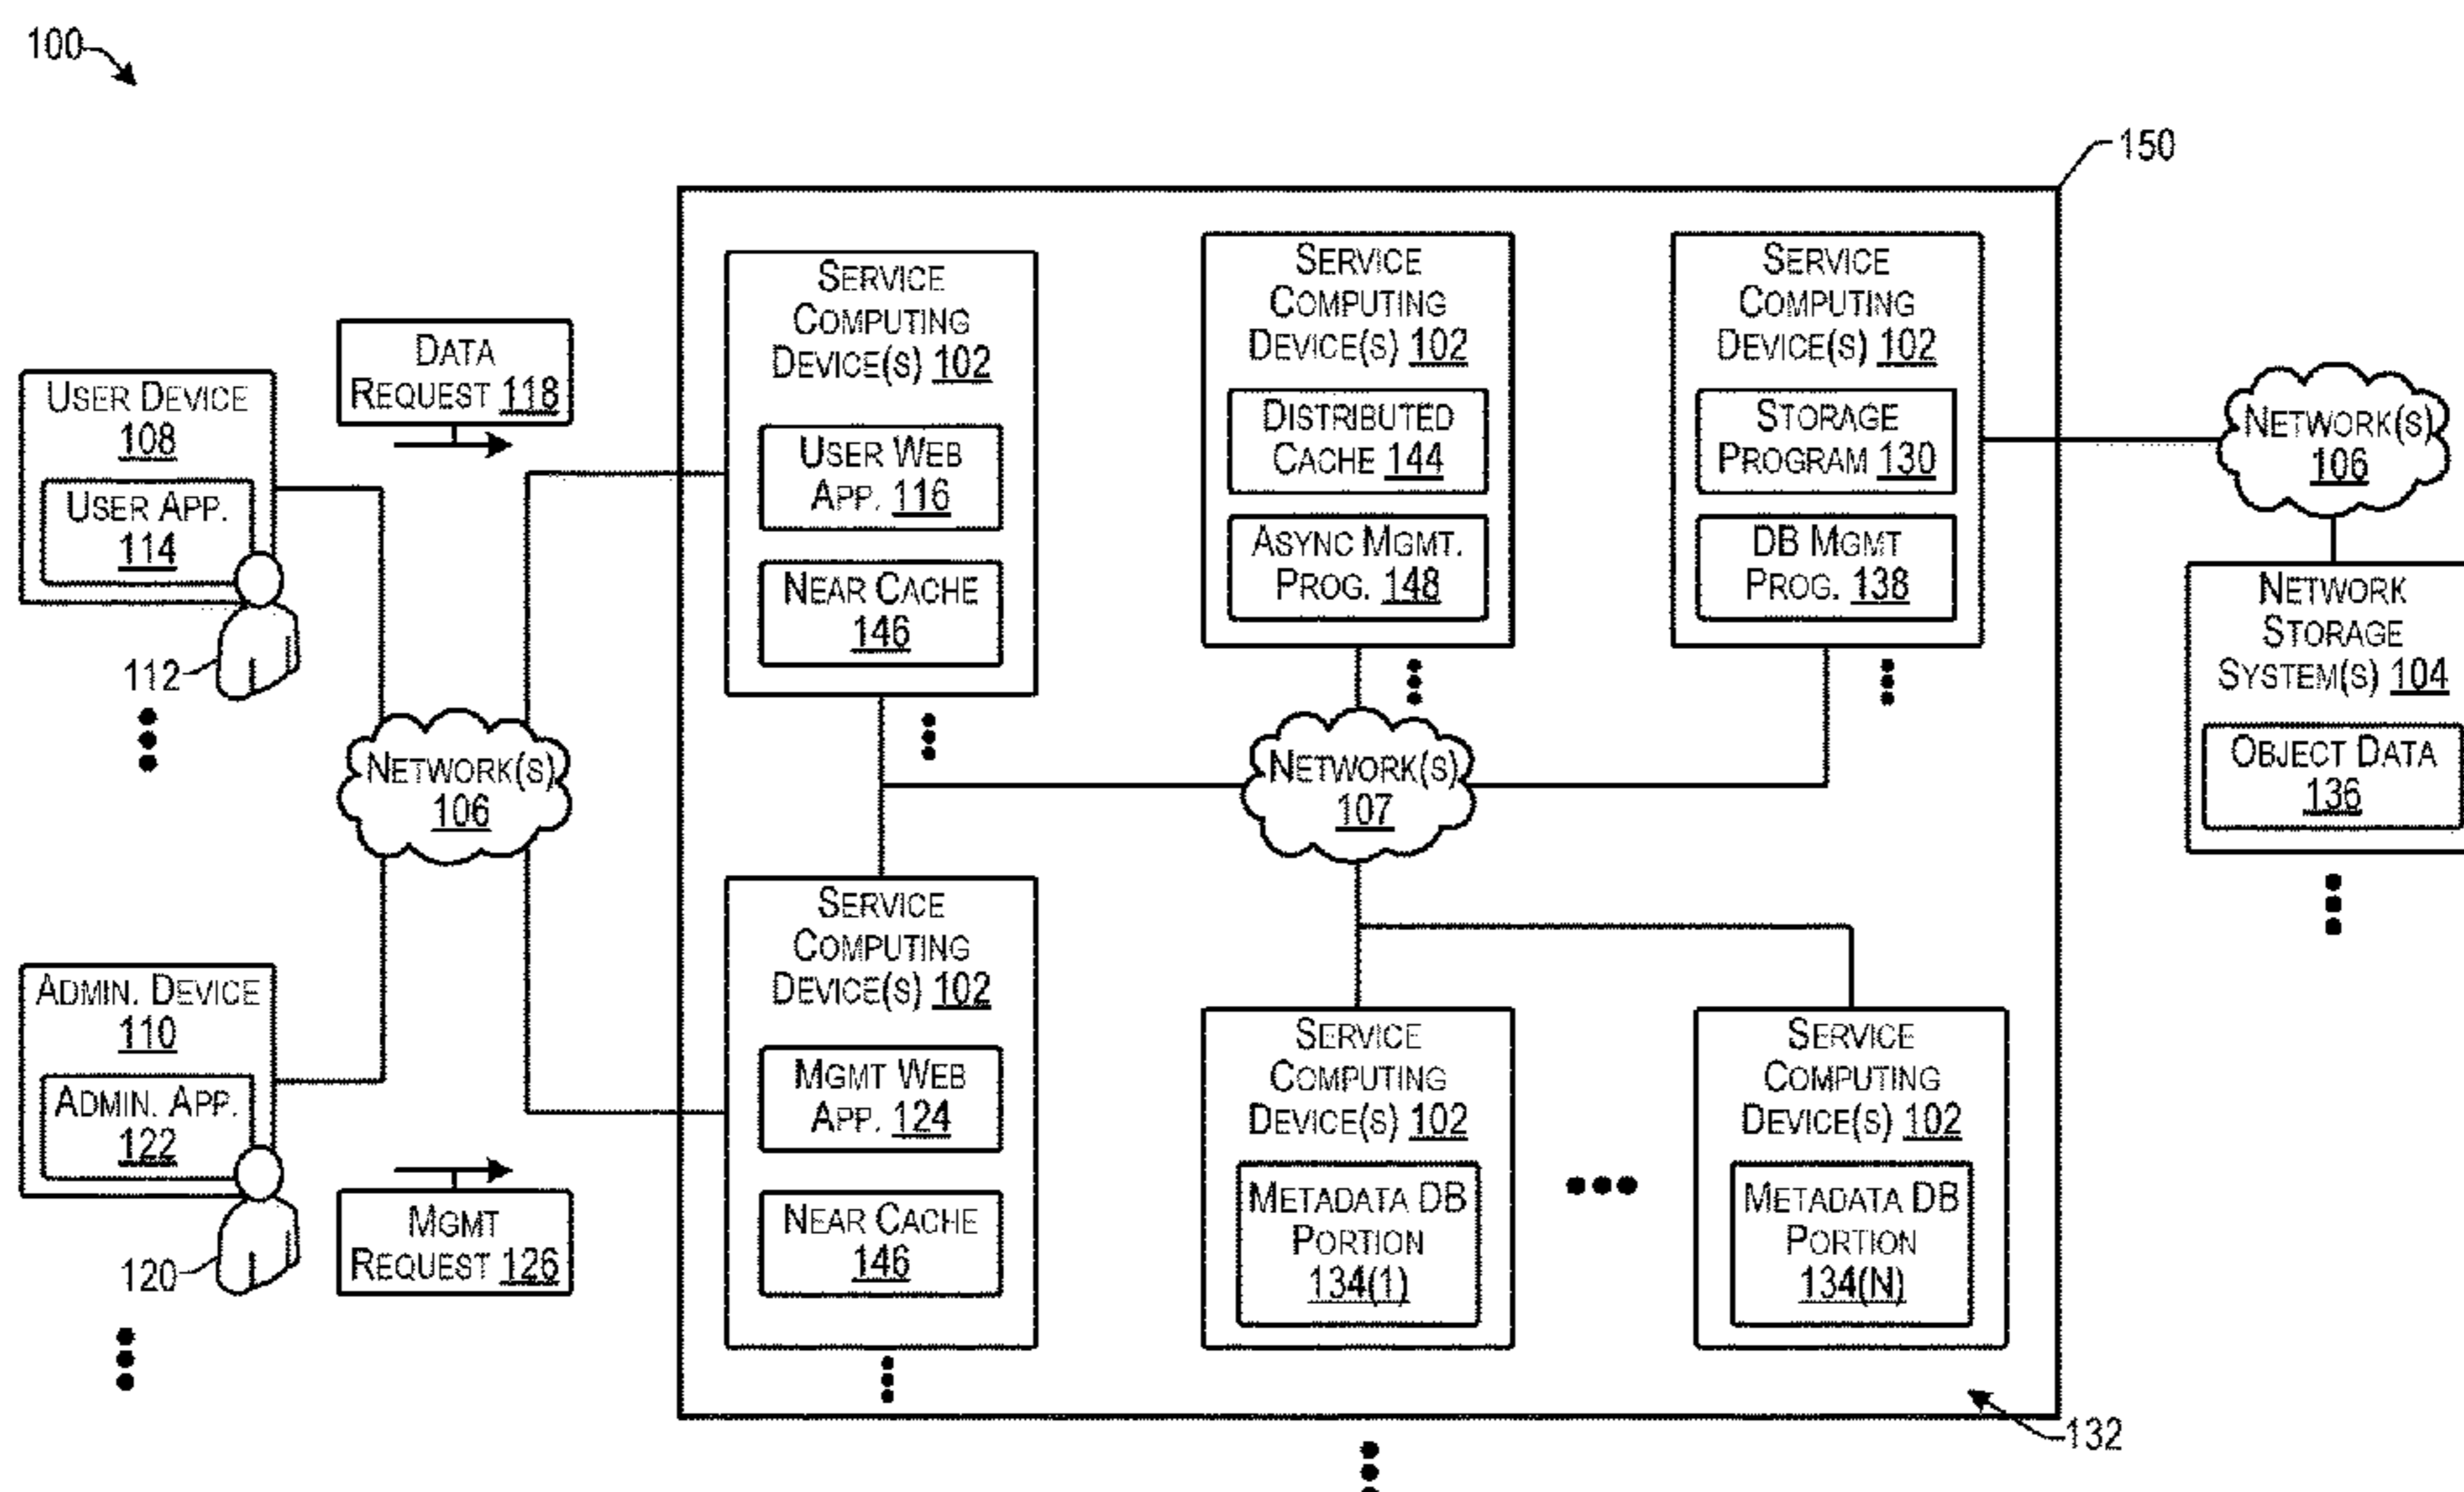 100
150
DATA
REQUEST 118
USER DEVICE
108
USER APP.
114
112
NETWORK(S)
106
ADMIN. DEVICE
110
ADMIN. APP.
122
120
MGMT
REQUEST 126
SERVICE
COMPUTING
DEVICE(S) 102
USER WEB
APP. 116
NEAR CACHE
146
SERVICE
COMPUTING
DEVICE(S) 102
MGMT WEB
APP. 124
NEAR CACHE
146
SERVICE
COMPUTING
DEVICE(S) 102
DISTRIBUTED
CACHE 144
ASYNC MGMT.
PROG. 148
SERVICE
COMPUTING
DEVICE(S) 102
STORAGE
PROGRAM 130
DB MGMT
PROG. 138
NETWORK(S)
107
SERVICE
COMPUTING
DEVICE(S) 102
METADATA DB
PORTION
134(1)
SERVICE
COMPUTING
DEVICE(S) 102
METADATA DB
PORTION
134(N)
132
NETWORK(S)
106
NETWORK
STORAGE
SYSTEM(S) 104
OBJECT DATA
136